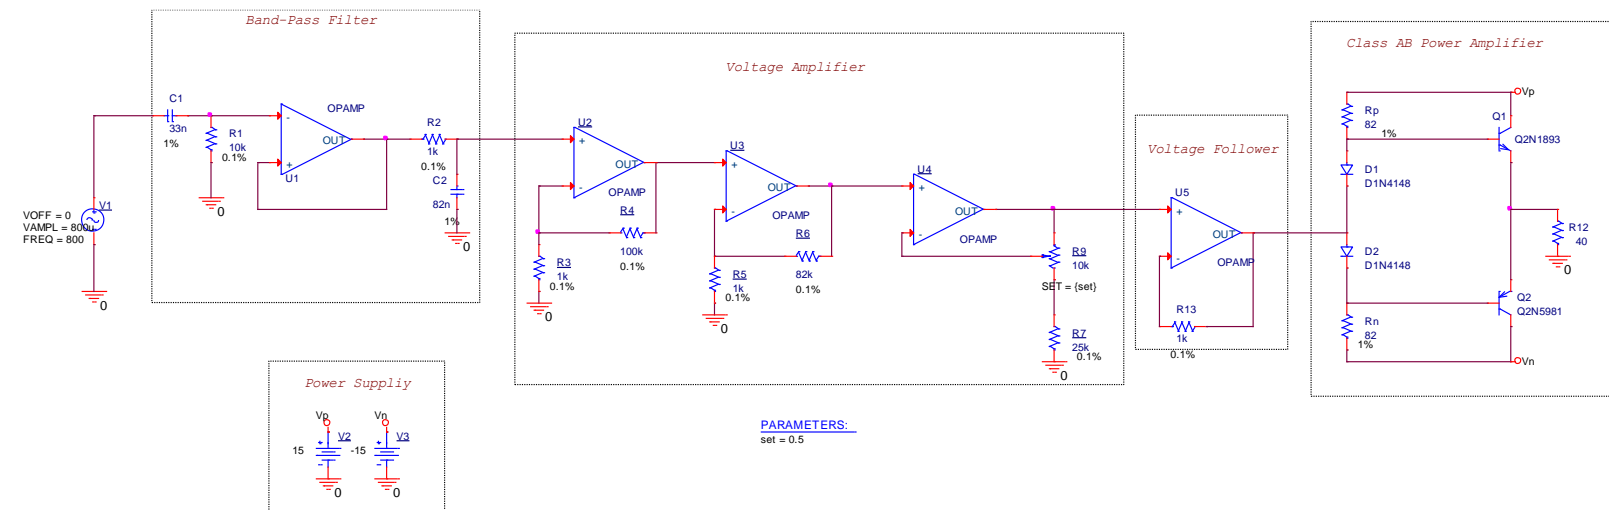 Band-Pass Filter
C1
33n
1%
R1
10k
0.1%
0
-
+
OPAMP
OUT
U1
R2
1k
0.1%
C2
82n
1%
0
V1
VOFF = 0
VAMPL = 800u
FREQ = 800
0
Voltage Amplifier
U2
+
-
OUT
OPAMP
R4
100k
0.1%
R3
1k
0.1%
0
U3
+
-
OUT
OPAMP
R6
82k
0.1%
R5
1k
0.1%
0
U4
+
-
OUT
OPAMP
R9
10k
SET = {set}
R7
25k
0.1%
0
Voltage Follower
U5
+
-
OUT
OPAMP
R13
1k
0.1%
Class AB Power Amplifier
Vp
Rp
82
1%
Q1
Q2N1893
D1
D1N4148
R12
40
0
D2
D1N4148
Q2
Q2N5981
Rn
82
1%
Vn
Power Suppliy
Vp
Vn
V2
15
+
-
0
V3
-15
+
-
0
PARAMETERS:
set = 0.5